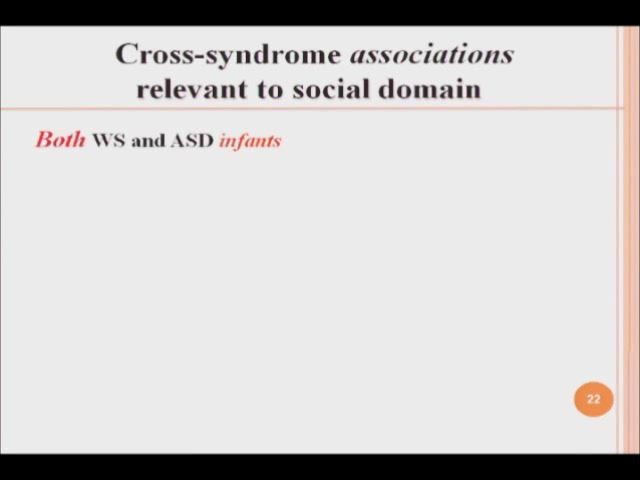 Cross-syndrome associations
relevant to social domain
Both WS and ASD infants
22